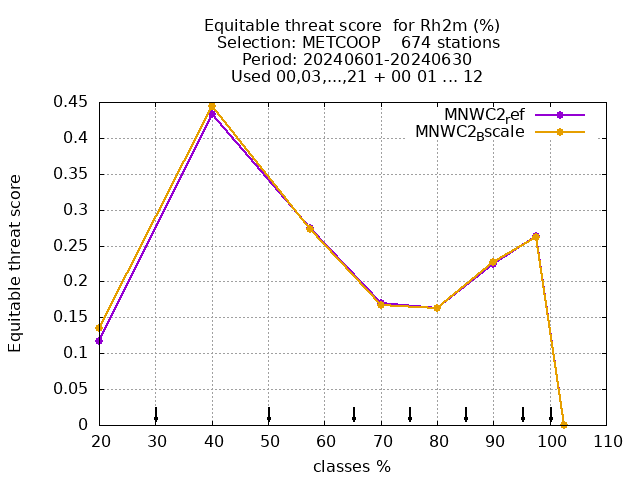 Equitable threat score  for Rh2m (%)
Selection: METCOOP    674 stations
Period: 20240601-20240630
Used 00,03,...,21 + 00 01 ... 12
MNWC2ref
MNWC2Bscale
0.45
0.4
0.35
0.3
0.25
0.2
0.15
0.1
0.05
0
Equitable threat score
20 30 40 50 60 70 80 90 100 110
classes %